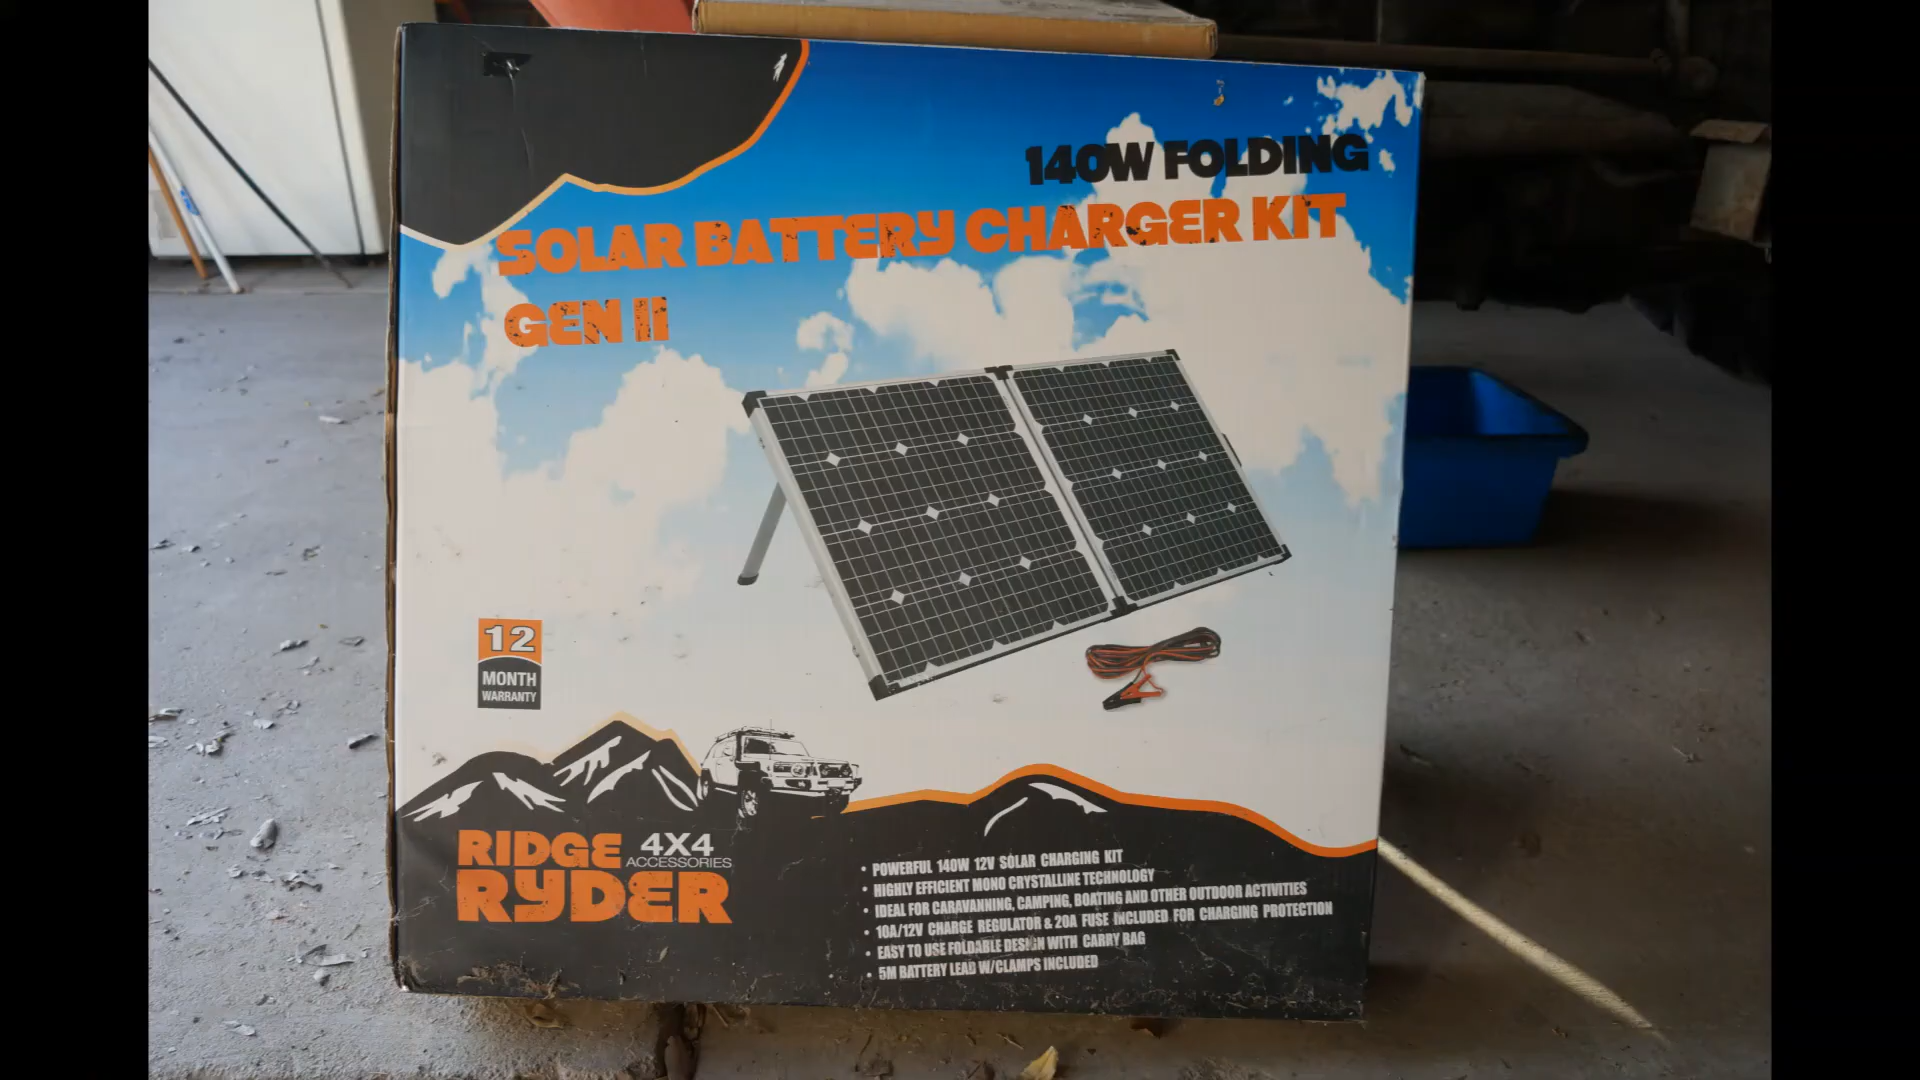 140W FOLDING
SOLAR BATTERY CHARGER KIT
GEN II
12
MONTH
WARRANTY
RIDGE 4X4
ACCESSORIES
RYDER
• POWERFUL 140W 12V SOLAR CHARGING KIT
• HIGHLY EFFICIENT MONO CRYSTALLINE TECHNOLOGY
• IDEAL FOR CARAVANNING, CAMPING, BOATING AND OTHER OUTDOOR ACTIVITIES
• 10A/12V CHARGE REGULATOR & 20A FUSE INCLUDED FOR CHARGING PROTECTION
• EASY TO USE FOLDABLE DESIGN WITH CARRY BAG
• 5M BATTERY LEAD W/CLAMPS INCLUDED